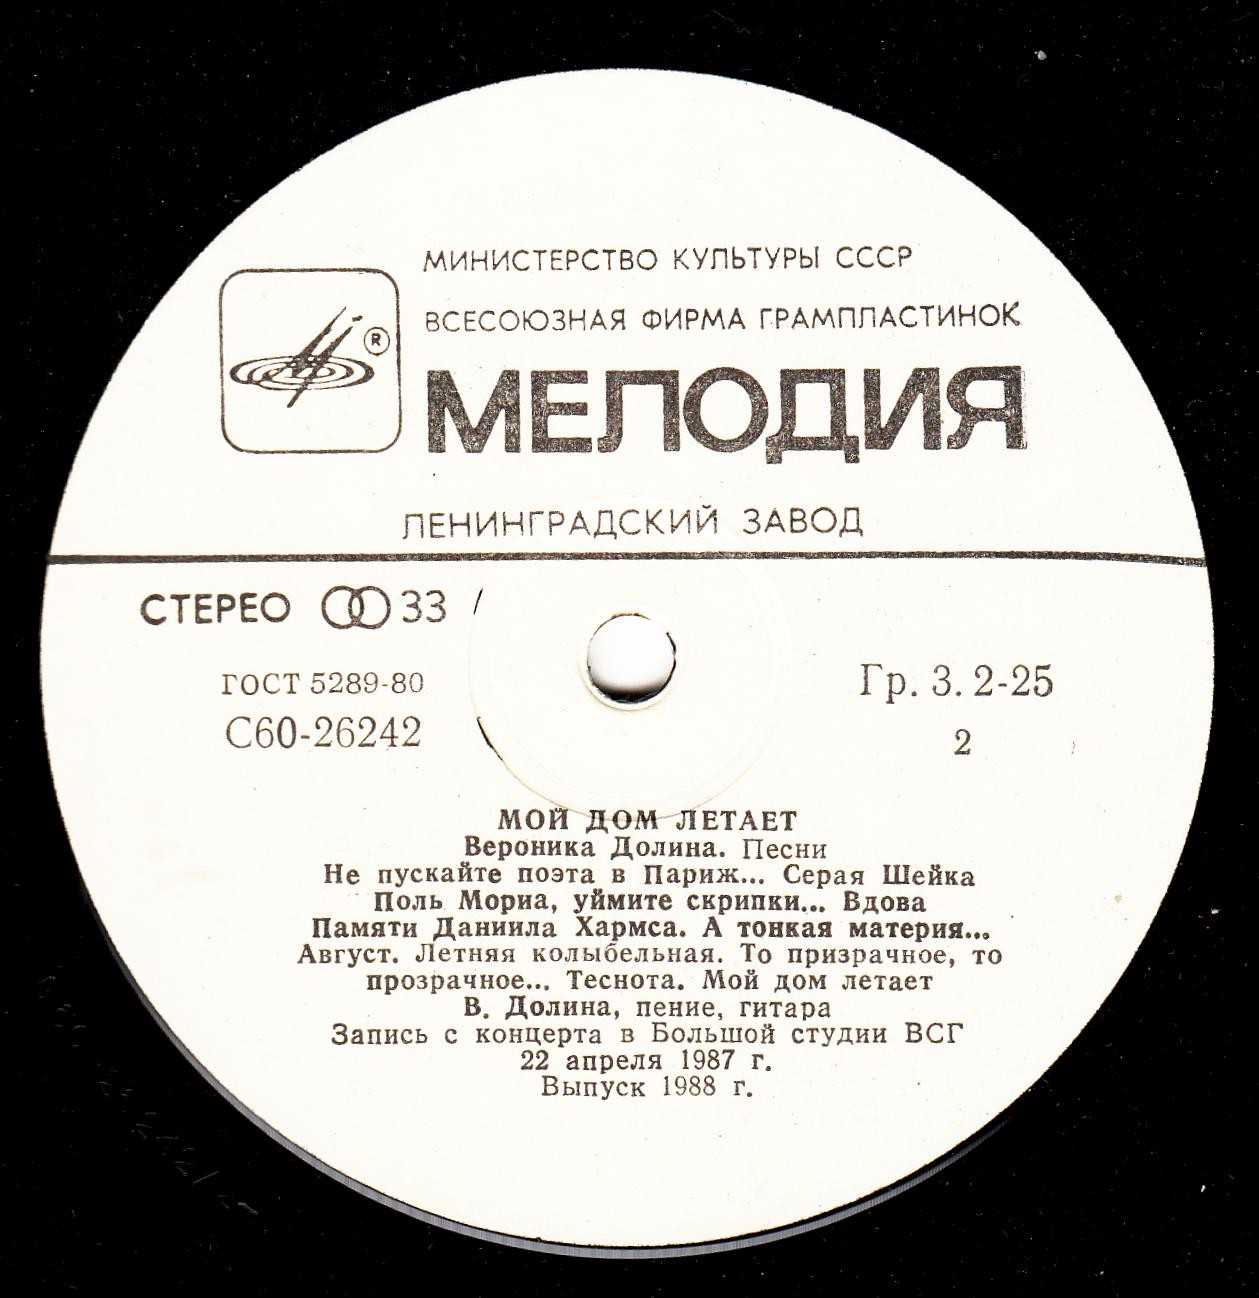 МИНИСТЕРСТВО КУЛЬТУРЫ СССР
ВСЕСОЮЗНАЯ ФИРМА ГРАМПЛАСТИНОК
®
МЕЛОДИЯ
ЛЕНИНГРАДСКИЙ ЗАВОД
СТЕРЕО 33
ГОСТ 5289-80
Гр. 3. 2-25
С60-26242
2
МОЙ ДОМ ЛЕТАЕТ
Вероника Долина. Песни
Не пускайте поэта в Париж... Серая Шейка
Поль Мориа, уймите скрипки... Вдова
Памяти Даниила Хармса. А тонкая материя...
Август. Летняя колыбельная. То призрачное, то
прозрачное... Теснота. Мой дом летает
В. Долина, пение, гитара
Запись с концерта в Большой студии ВСГ
22 апреля 1987 г.
Выпуск 1988 г.